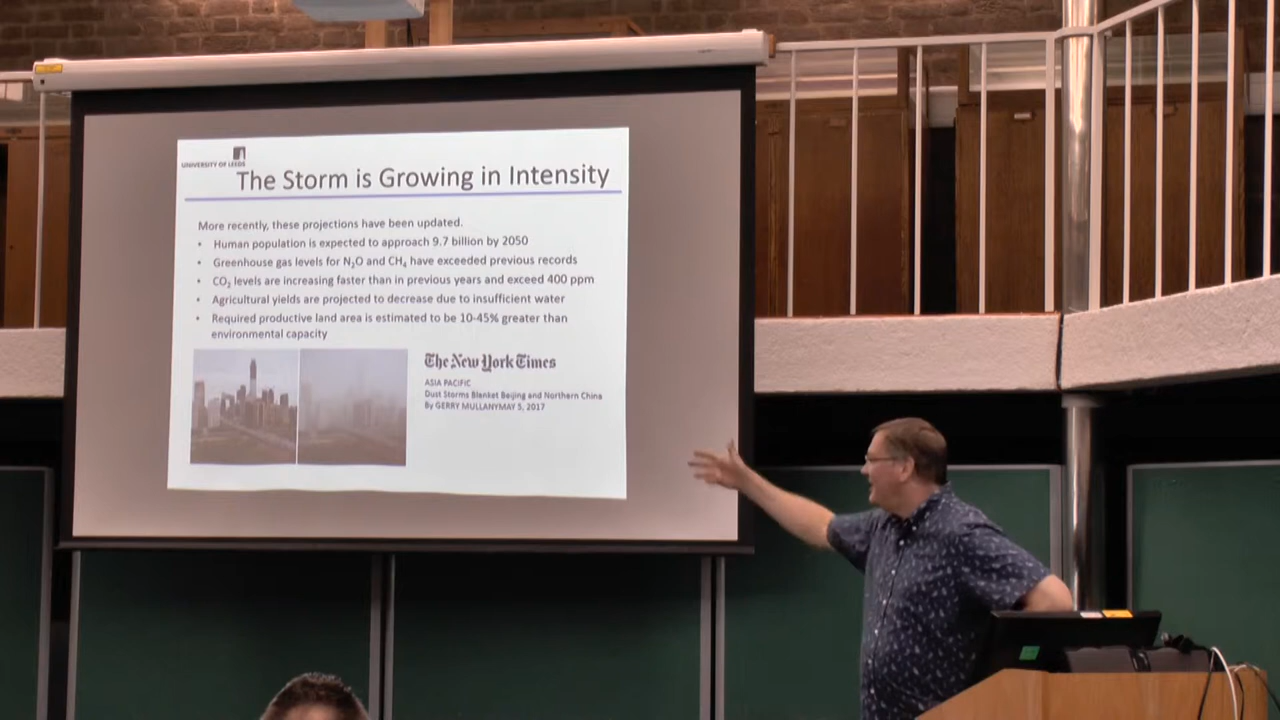 UNIVERSITY OF LEEDS
The Storm is Growing in Intensity
More recently, these projections have been updated.
• Human population is expected to approach 9.7 billion by 2050
• Greenhouse gas levels for N₂O and CH₄ have exceeded previous records
• CO₂ levels are increasing faster than in previous years and exceed 400 ppm
• Agricultural yields are projected to decrease due to insufficient water
• Required productive land area is estimated to be 10-45% greater than
environmental capacity
The New York Times
ASIA PACIFIC
Dust Storms Blanket Beijing and Northern China
By GERRY MULLANYMAY 5, 2017